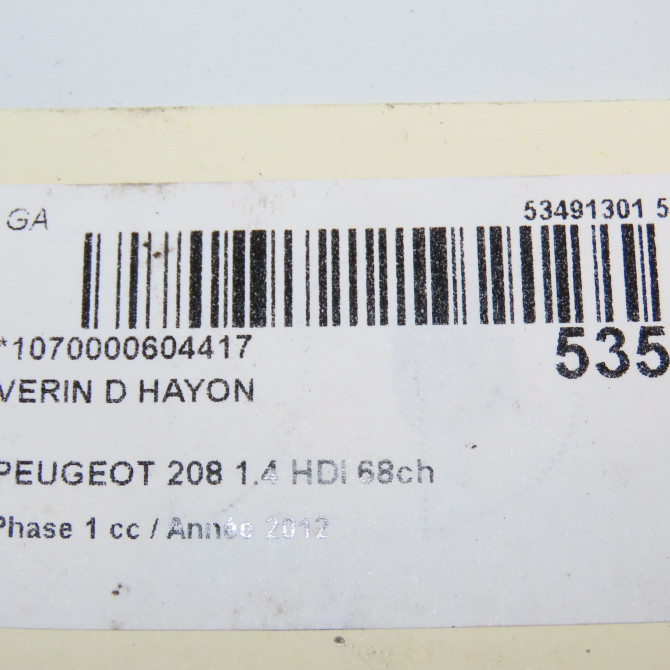 GA
53491301 5
*1070000604417
535
VERIN D HAYON
PEUGEOT 208 1.4 HDI 68ch
Phase 1 cc / Année 2012